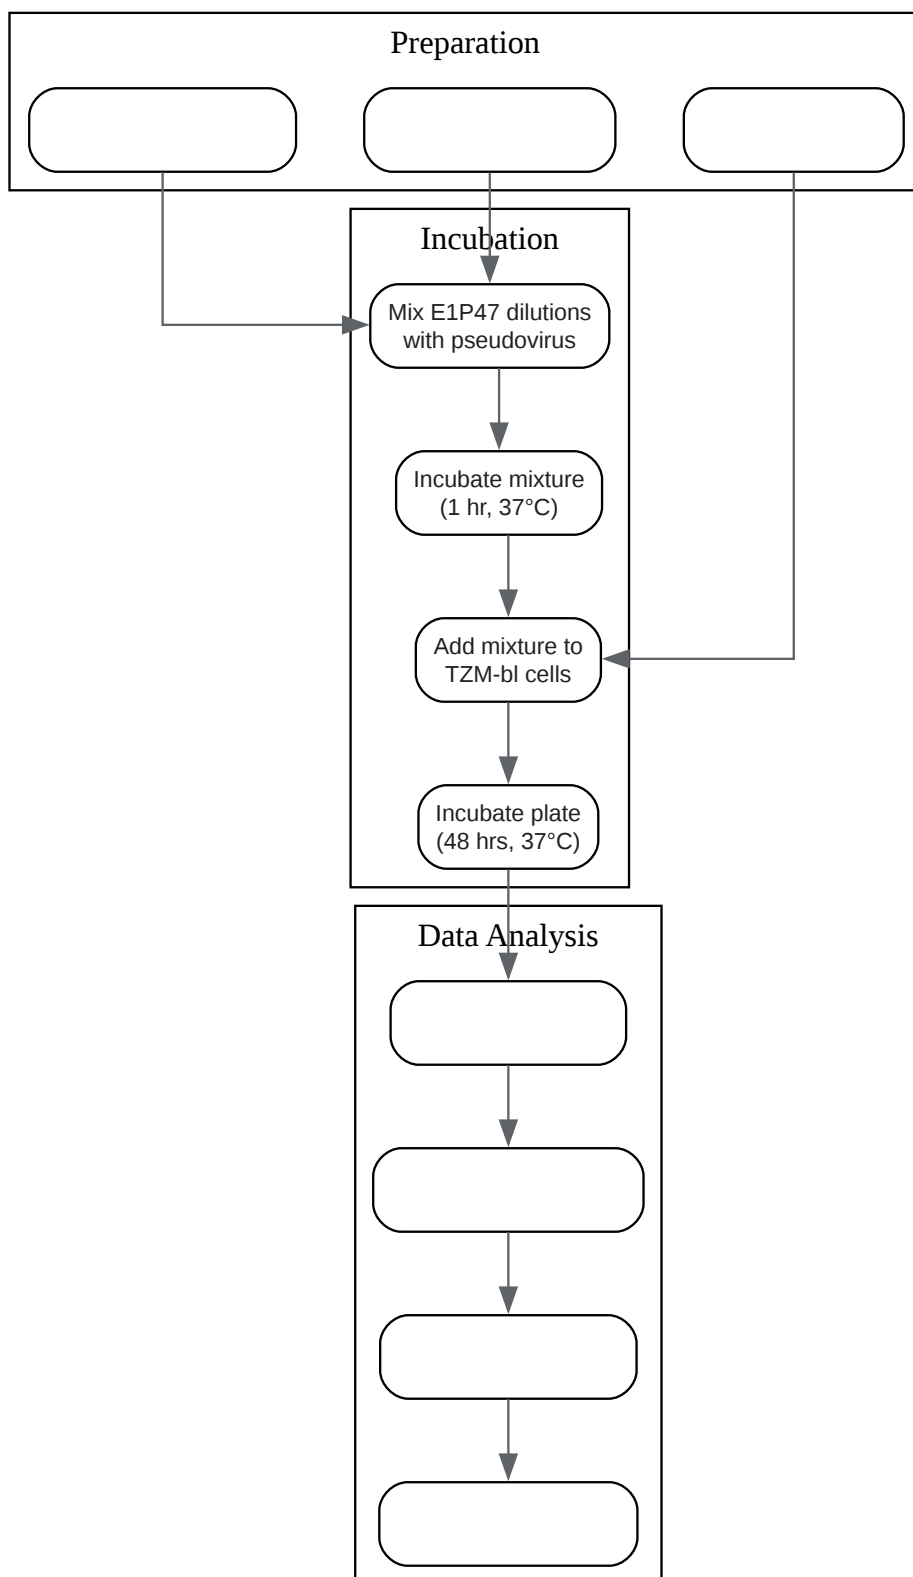 Preparation
Incubation
Mix E1P47 dilutions
with pseudovirus
Incubate mixture
(1 hr, 37°C)
Add mixture to
TZM-bl cells
Incubate plate
(48 hrs, 37°C)
Data Analysis